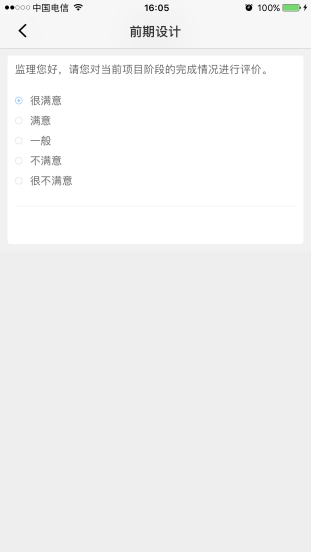 中国电信 16:05 100%
前期设计
监理您好，请您对当前项目阶段的完成情况进行评价。
很满意
满意
一般
不满意
很不满意